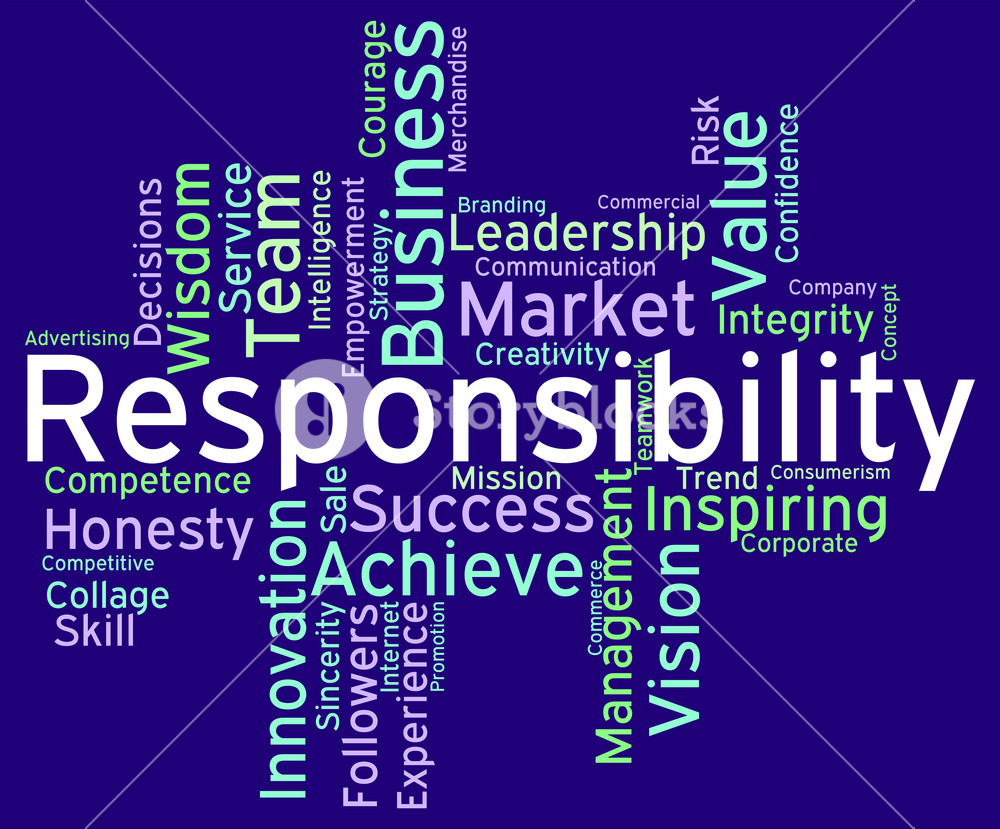 Courage
Business
Merchandise
Risk
Value
Confidence
Decisions
Wisdom
Service
Team
Intelligence
Empowerment
Strategy
Branding
Commercial
Leadership
Communication
Market
Company
Integrity
Concept
Creativity
Advertising
Responsibility
Storyblocks
Teamwork
Competence
Mission
Trend
Consumerism
Sale
Success
Inspiring
Honesty
Corporate
Competitive
Achieve
Collage
Skill
Innovation
Sincerity
Followers
Internet
Experience
Promotion
Commerce
Management
Vision